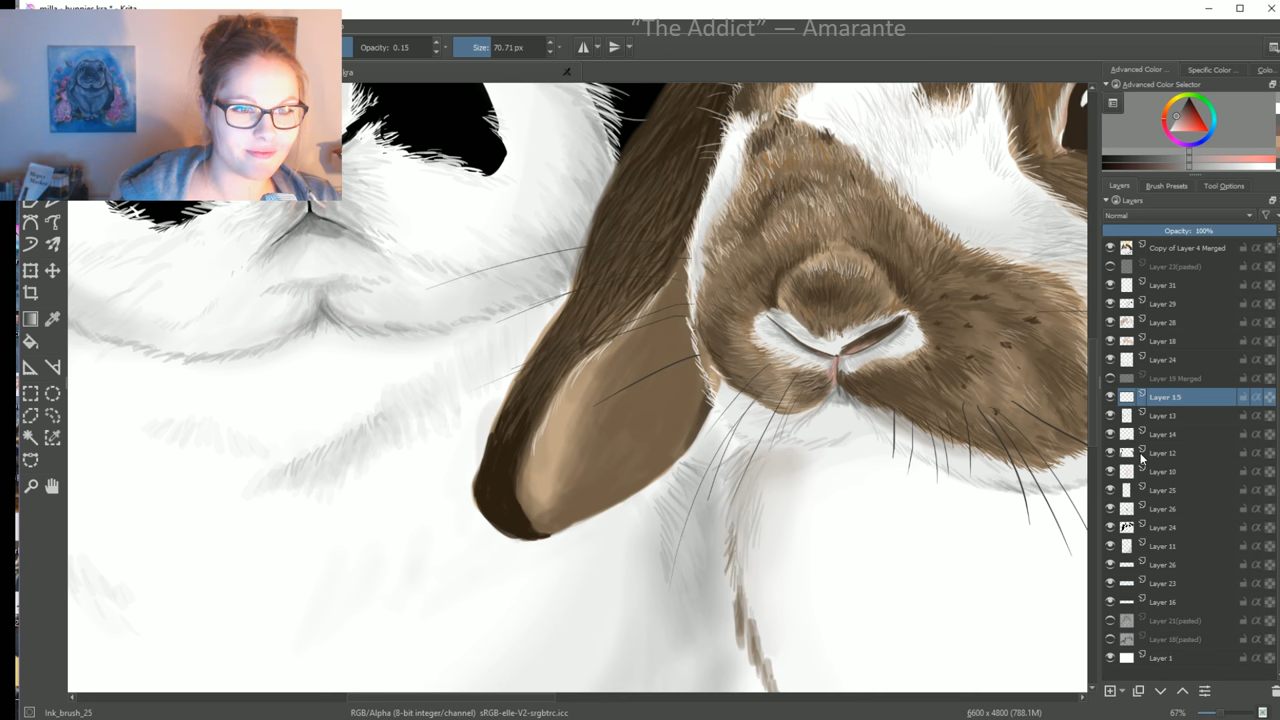 milla - bunnies.kra * - Krita
“The Addict” — Amarante
Opacity: 0.15
Size: 70.71 px
kra
Advanced Color ...
Specific Color ...
Colo...
Advanced Color Selector
Layers
Brush Presets
Tool Options
Layers
Normal
Opacity: 100%
Copy of Layer 4 Merged
Layer 23(pasted)
Layer 31
Layer 29
Layer 28
Layer 18
Layer 24
Layer 19 Merged
Layer 15
Layer 13
Layer 14
Layer 12
Layer 10
Layer 25
Layer 26
Layer 24
Layer 11
Layer 26
Layer 23
Layer 16
Layer 21(pasted)
Layer 18(pasted)
Layer 1
Ink_brush_25
RGB/Alpha (8-bit integer/channel) sRGB-elle-V2-srgbtrc.icc
6600 x 4800 (788.1M)
67%